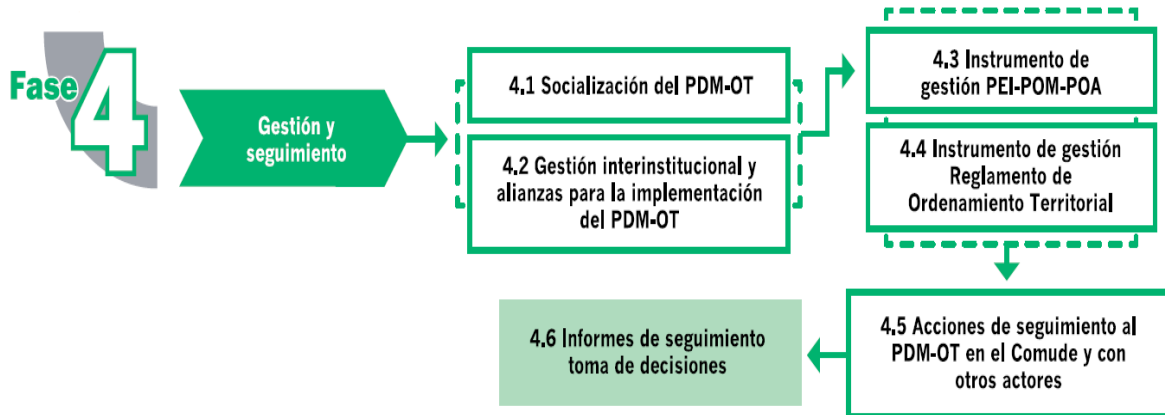 Fase 4
Gestión y
seguimiento
4.1 Socialización del PDM-OT
4.2 Gestión interinstitucional y
alianzas para la implementación
del PDM-OT
4.3 Instrumento de
gestión PEI-POM-POA
4.4 Instrumento de gestión
Reglamento de
Ordenamiento Territorial
4.5 Acciones de seguimiento al
PDM-OT en el Comude y con
otros actores
4.6 Informes de seguimiento
toma de decisiones